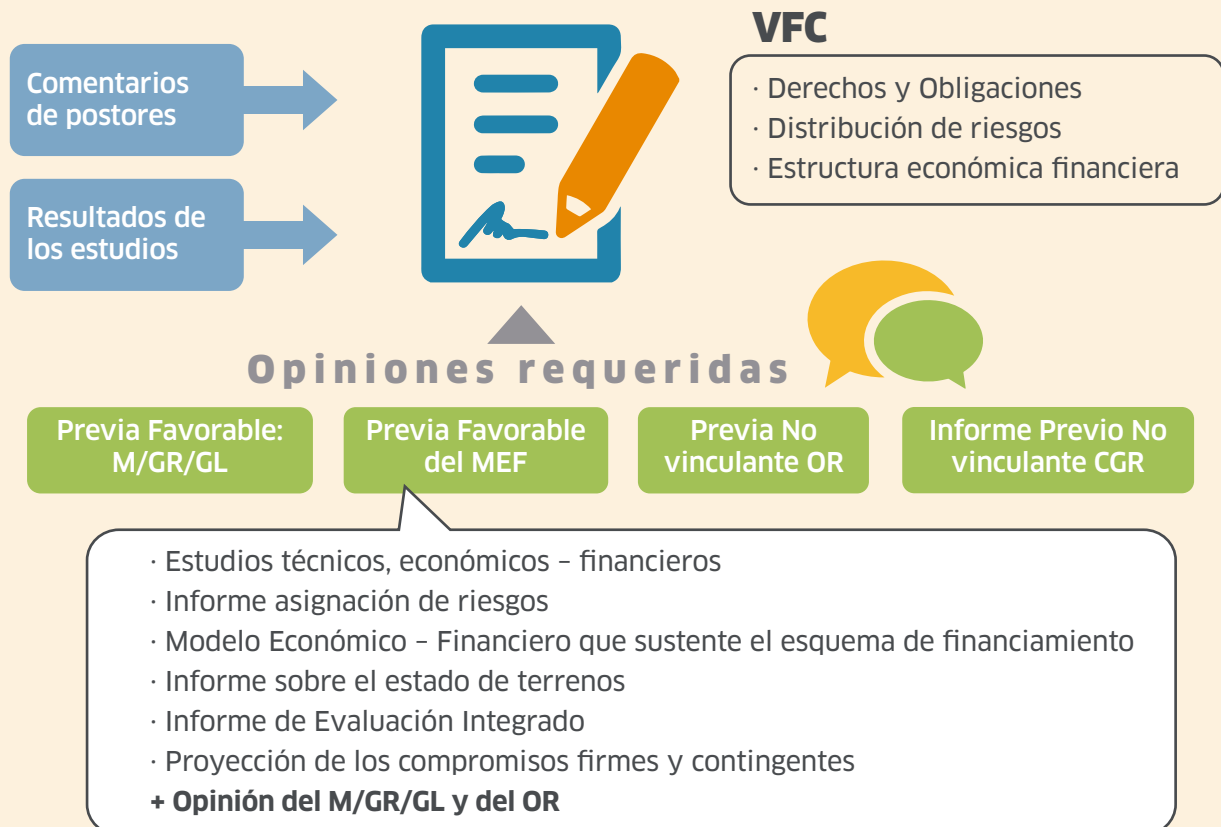 Comentarios
de postores
Resultados de
los estudios
VFC
· Derechos y Obligaciones
· Distribución de riesgos
· Estructura económica financiera
Opiniones requeridas
Previa Favorable:
M/GR/GL
Previa Favorable
del MEF
Previa No
vinculante OR
Informe Previo No
vinculante CGR
· Estudios técnicos, económicos – financieros
· Informe asignación de riesgos
· Modelo Económico – Financiero que sustente el esquema de financiamiento
· Informe sobre el estado de terrenos
· Informe de Evaluación Integrado
· Proyección de los compromisos firmes y contingentes
+ Opinión del M/GR/GL y del OR